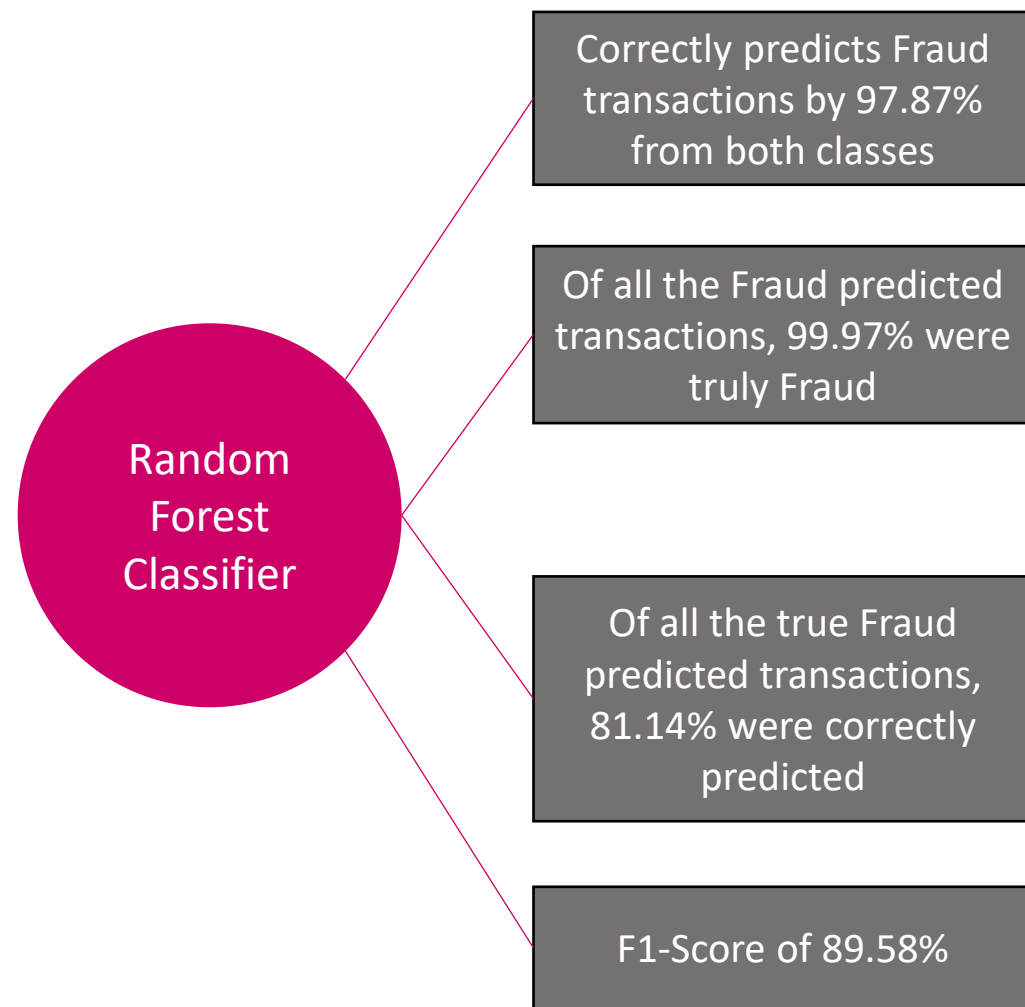 Correctly predicts Fraud
transactions by 97.87%
from both classes
Of all the Fraud predicted
transactions, 99.97% were
truly Fraud
Random
Forest
Classifier
Of all the true Fraud
predicted transactions,
81.14% were correctly
predicted
F1-Score of 89.58%